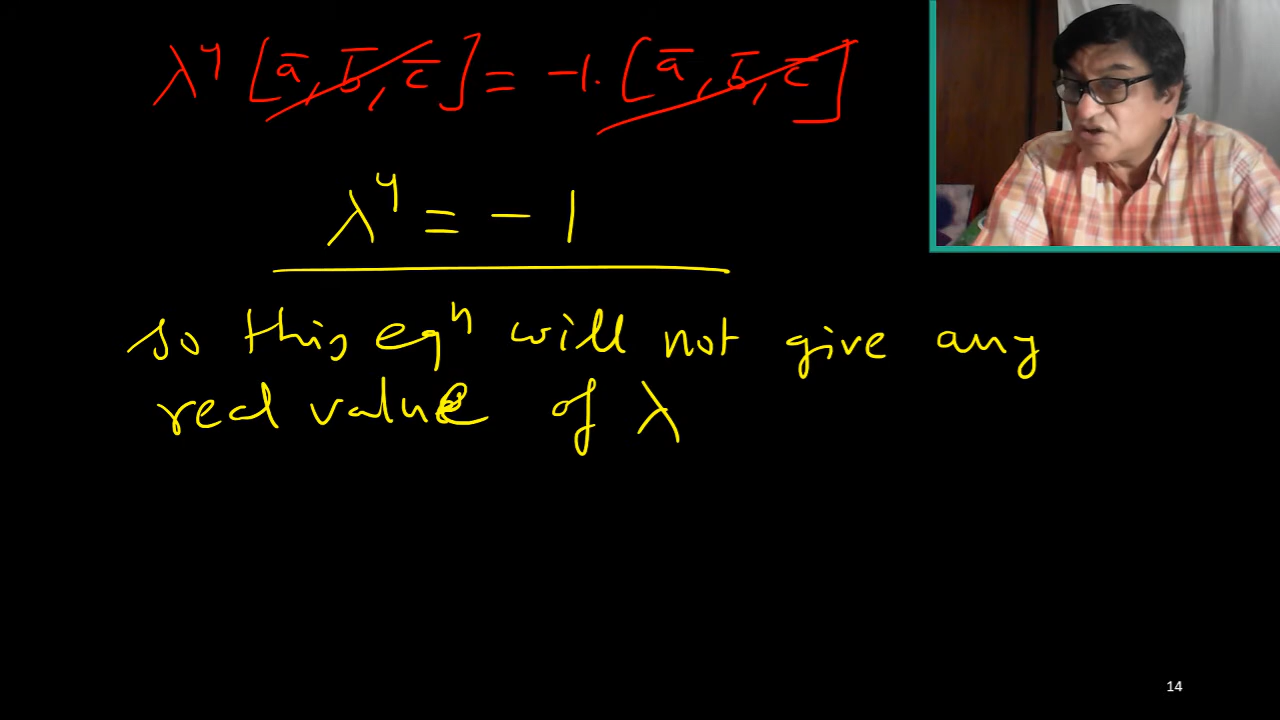 λ⁴ [a̅, b̅, c̅] = -1. [a̅, b̅, c̅]
λ⁴ = - 1
so this eqⁿ will not give any
real value of λ
14